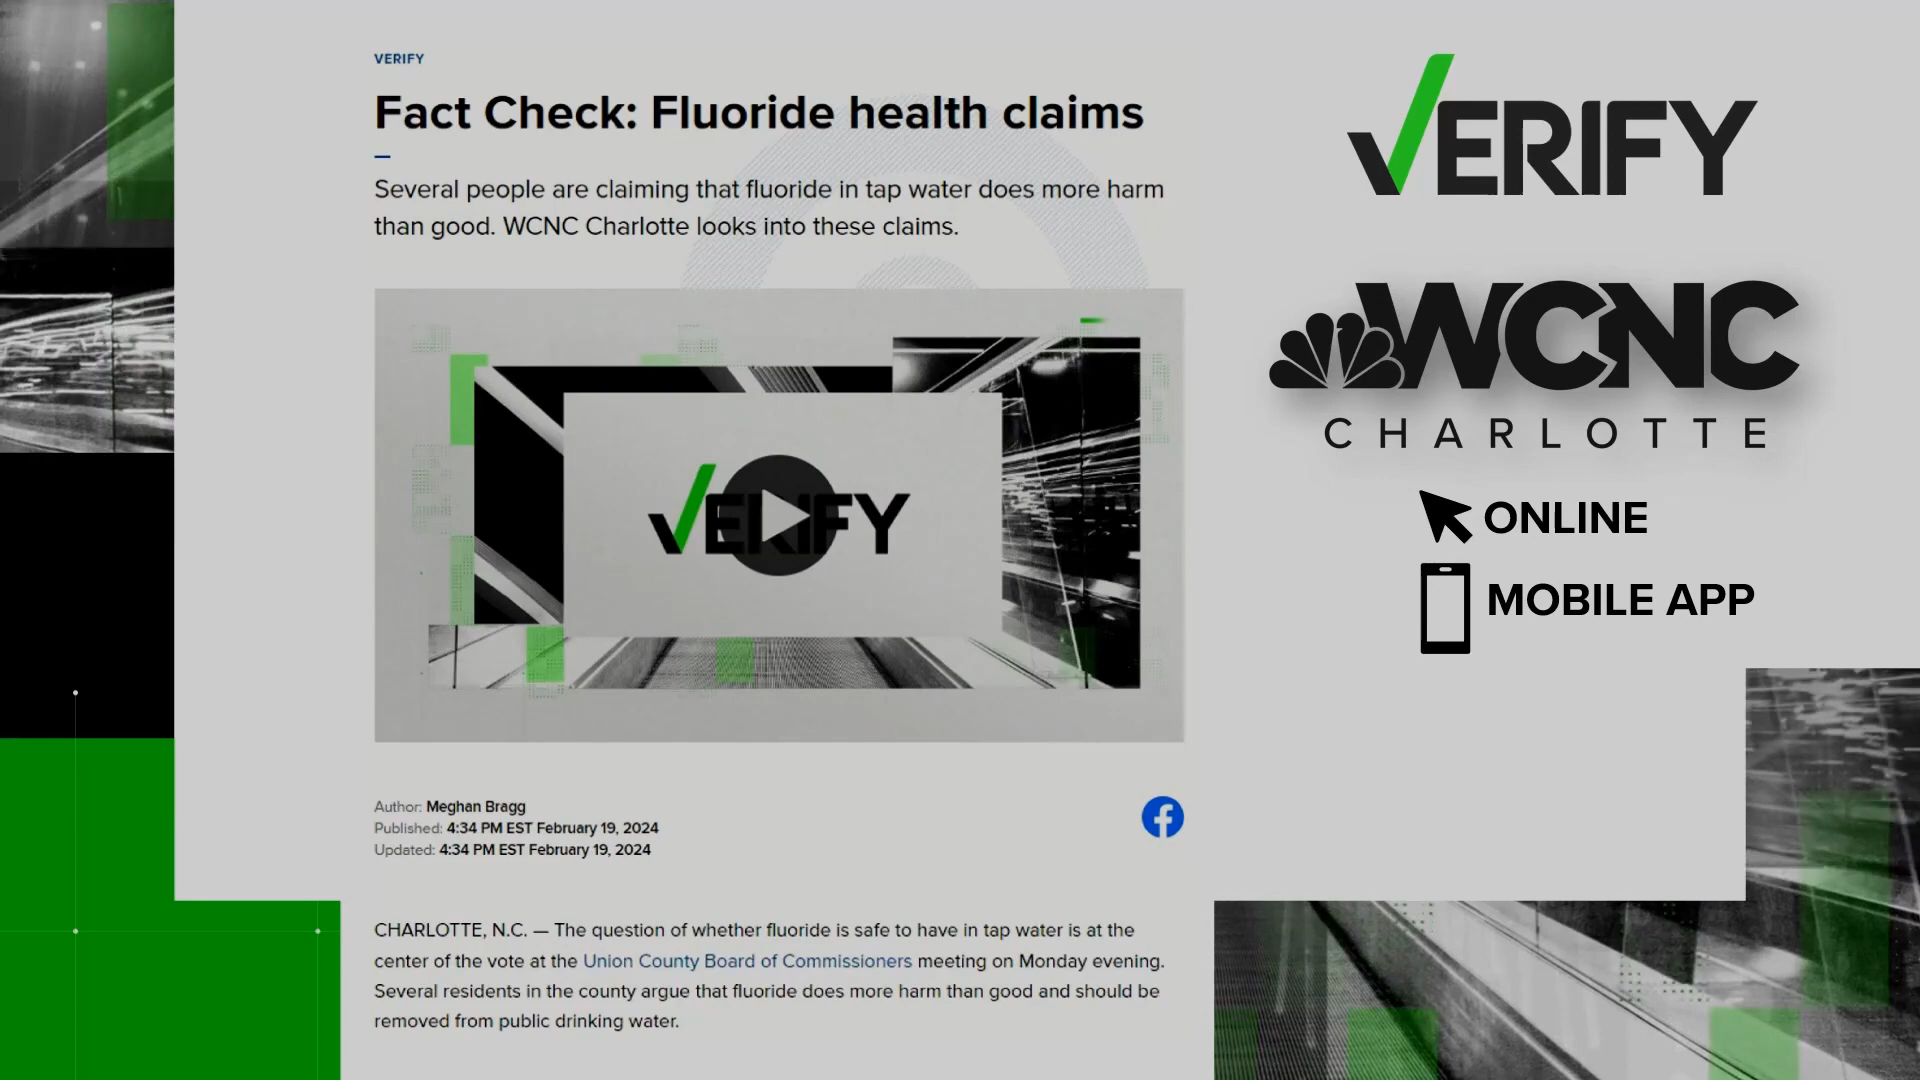 VERIFY
Fact Check: Fluoride health claims
Several people are claiming that fluoride in tap water does more harm
than good. WCNC Charlotte looks into these claims.
VERIFY
Author: Meghan Bragg
Published: 4:34 PM EST February 19, 2024
Updated: 4:34 PM EST February 19, 2024
CHARLOTTE, N.C. — The question of whether fluoride is safe to have in tap water is at the
center of the vote at the Union County Board of Commissioners meeting on Monday evening.
Several residents in the county argue that fluoride does more harm than good and should be
removed from public drinking water.
VERIFY
WCNC
CHARLOTTE
ONLINE
MOBILE APP